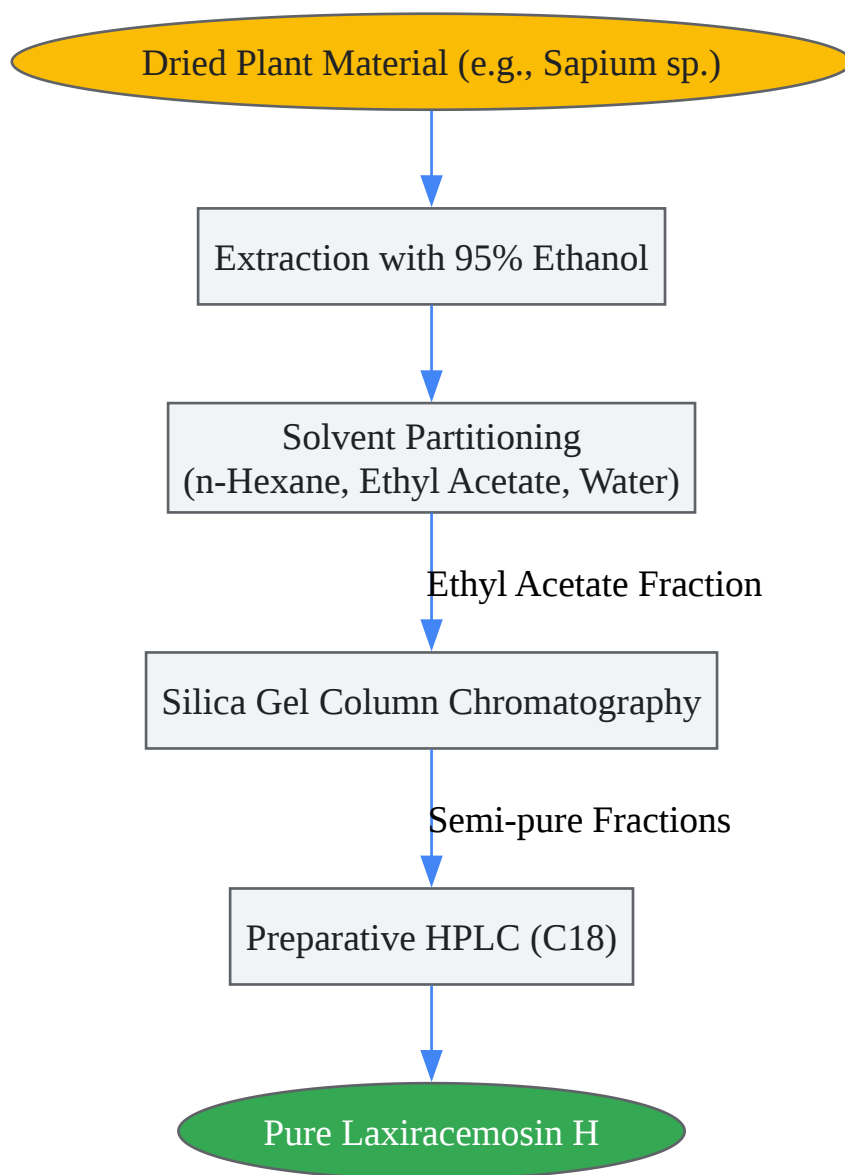 Dried Plant Material (e.g., Sapium sp.)
Extraction with 95% Ethanol
Solvent Partitioning
(n-Hexane, Ethyl Acetate, Water)
Ethyl Acetate Fraction
Silica Gel Column Chromatography
Semi-pure Fractions
Preparative HPLC (C18)
Pure Laxiracemosin H